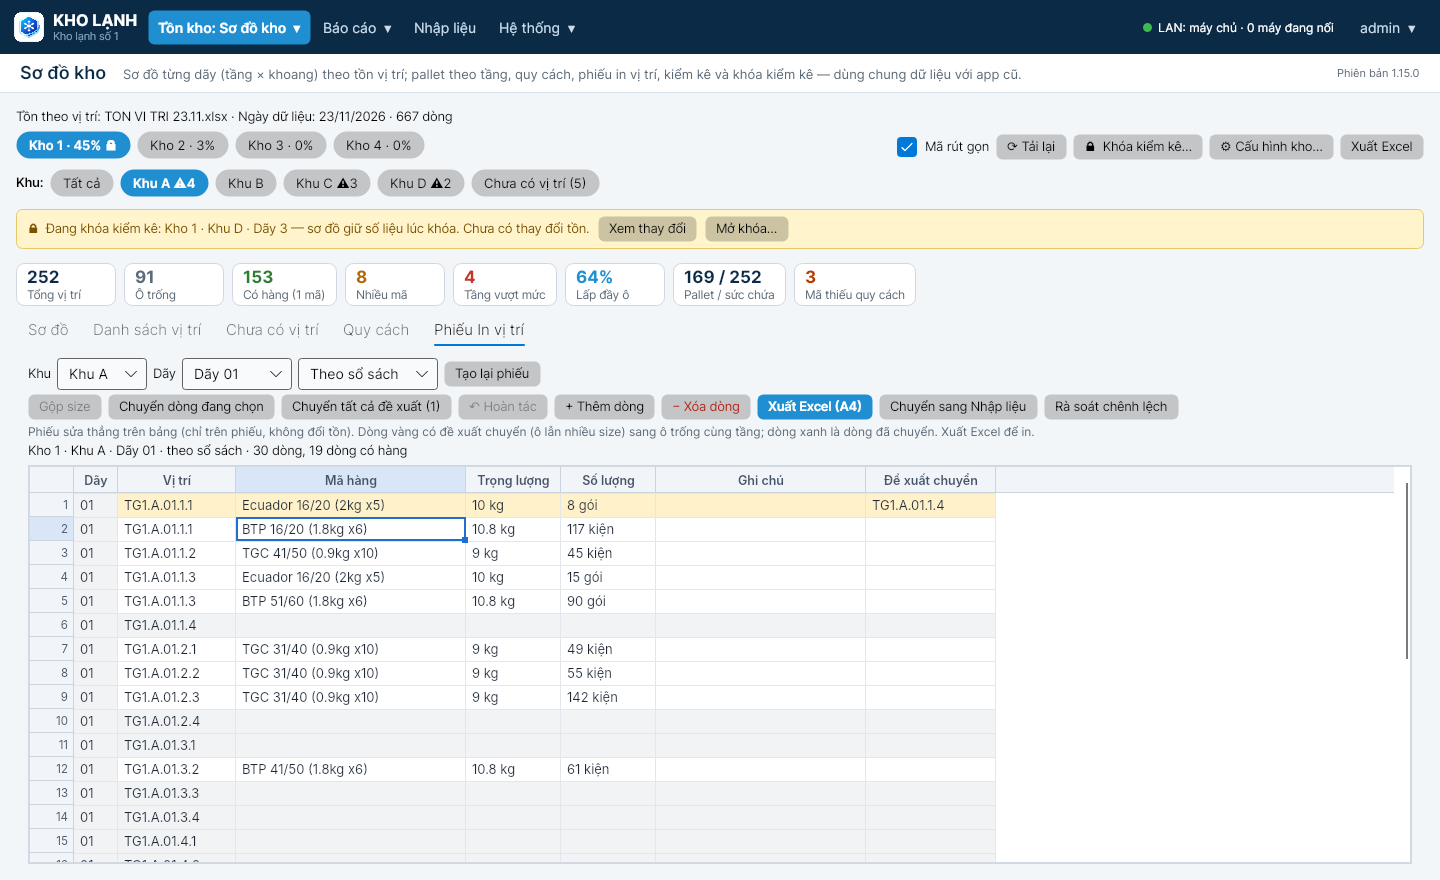 KHO LẠNH
Kho lạnh số 1
Tồn kho: Sơ đồ kho ▾
Báo cáo ▾
Nhập liệu
Hệ thống ▾
LAN: máy chủ · 0 máy đang nối
admin ▾
Sơ đồ kho
Sơ đồ từng dãy (tầng × khoang) theo tồn vị trí; pallet theo tầng, quy cách, phiếu in vị trí, kiểm kê và khóa kiểm kê — dùng chung dữ liệu với app cũ.
Phiên bản 1.15.0
Tồn theo vị trí: TON VI TRI 23.11.xlsx · Ngày dữ liệu: 23/11/2026 · 667 dòng
Kho 1 · 45% 🔒 Kho 2 · 3% Kho 3 · 0% Kho 4 · 0%
Mã rút gọn ⟳ Tải lại 🔒 Khóa kiểm kê... ⚙ Cấu hình kho... Xuất Excel
Khu: Tất cả Khu A ⚠4 Khu B Khu C ⚠3 Khu D ⚠2 Chưa có vị trí (5)
🔒 Đang khóa kiểm kê: Kho 1 · Khu D · Dãy 3 — sơ đồ giữ số liệu lúc khóa. Chưa có thay đổi tồn. Xem thay đổi Mở khóa...
252 91 153 8 4 64% 169 / 252 3
Tổng vị trí Ô trống Có hàng (1 mã) Nhiều mã Tầng vượt mức Lấp đầy ô Pallet / sức chứa Mã thiếu quy cách
Sơ đồ Danh sách vị trí Chưa có vị trí Quy cách Phiếu In vị trí
Khu Khu A Dãy Dãy 01 Theo sổ sách Tạo lại phiếu
Gộp size Chuyển dòng đang chọn Chuyển tất cả đề xuất (1) ↶ Hoàn tác + Thêm dòng − Xóa dòng Xuất Excel (A4) Chuyển sang Nhập liệu Rà soát chênh lệch
Phiếu sửa thẳng trên bảng (chỉ trên phiếu, không đổi tồn). Dòng vàng có đề xuất chuyển (ô lẫn nhiều size) sang ô trống cùng tầng; dòng xanh là dòng đã chuyển. Xuất Excel để in.
Kho 1 · Khu A · Dãy 01 · theo sổ sách · 30 dòng, 19 dòng có hàng
Dãy Vị trí Mã hàng Trọng lượng Số lượng Ghi chú Đề xuất chuyển
1 01 TG1.A.01.1.1 Ecuador 16/20 (2kg x5) 10 kg 8 gói TG1.A.01.1.4
2 01 TG1.A.01.1.1 BTP 16/20 (1.8kg x6) 10.8 kg 117 kiện
3 01 TG1.A.01.1.2 TGC 41/50 (0.9kg x10) 9 kg 45 kiện
4 01 TG1.A.01.1.3 Ecuador 16/20 (2kg x5) 10 kg 15 gói
5 01 TG1.A.01.1.3 BTP 51/60 (1.8kg x6) 10.8 kg 90 gói
6 01 TG1.A.01.1.4
7 01 TG1.A.01.2.1 TGC 31/40 (0.9kg x10) 9 kg 49 kiện
8 01 TG1.A.01.2.2 TGC 31/40 (0.9kg x10) 9 kg 55 kiện
9 01 TG1.A.01.2.3 TGC 31/40 (0.9kg x10) 9 kg 142 kiện
10 01 TG1.A.01.2.4
11 01 TG1.A.01.3.1
12 01 TG1.A.01.3.2 BTP 41/50 (1.8kg x6) 10.8 kg 61 kiện
13 01 TG1.A.01.3.3
14 01 TG1.A.01.3.4
15 01 TG1.A.01.4.1